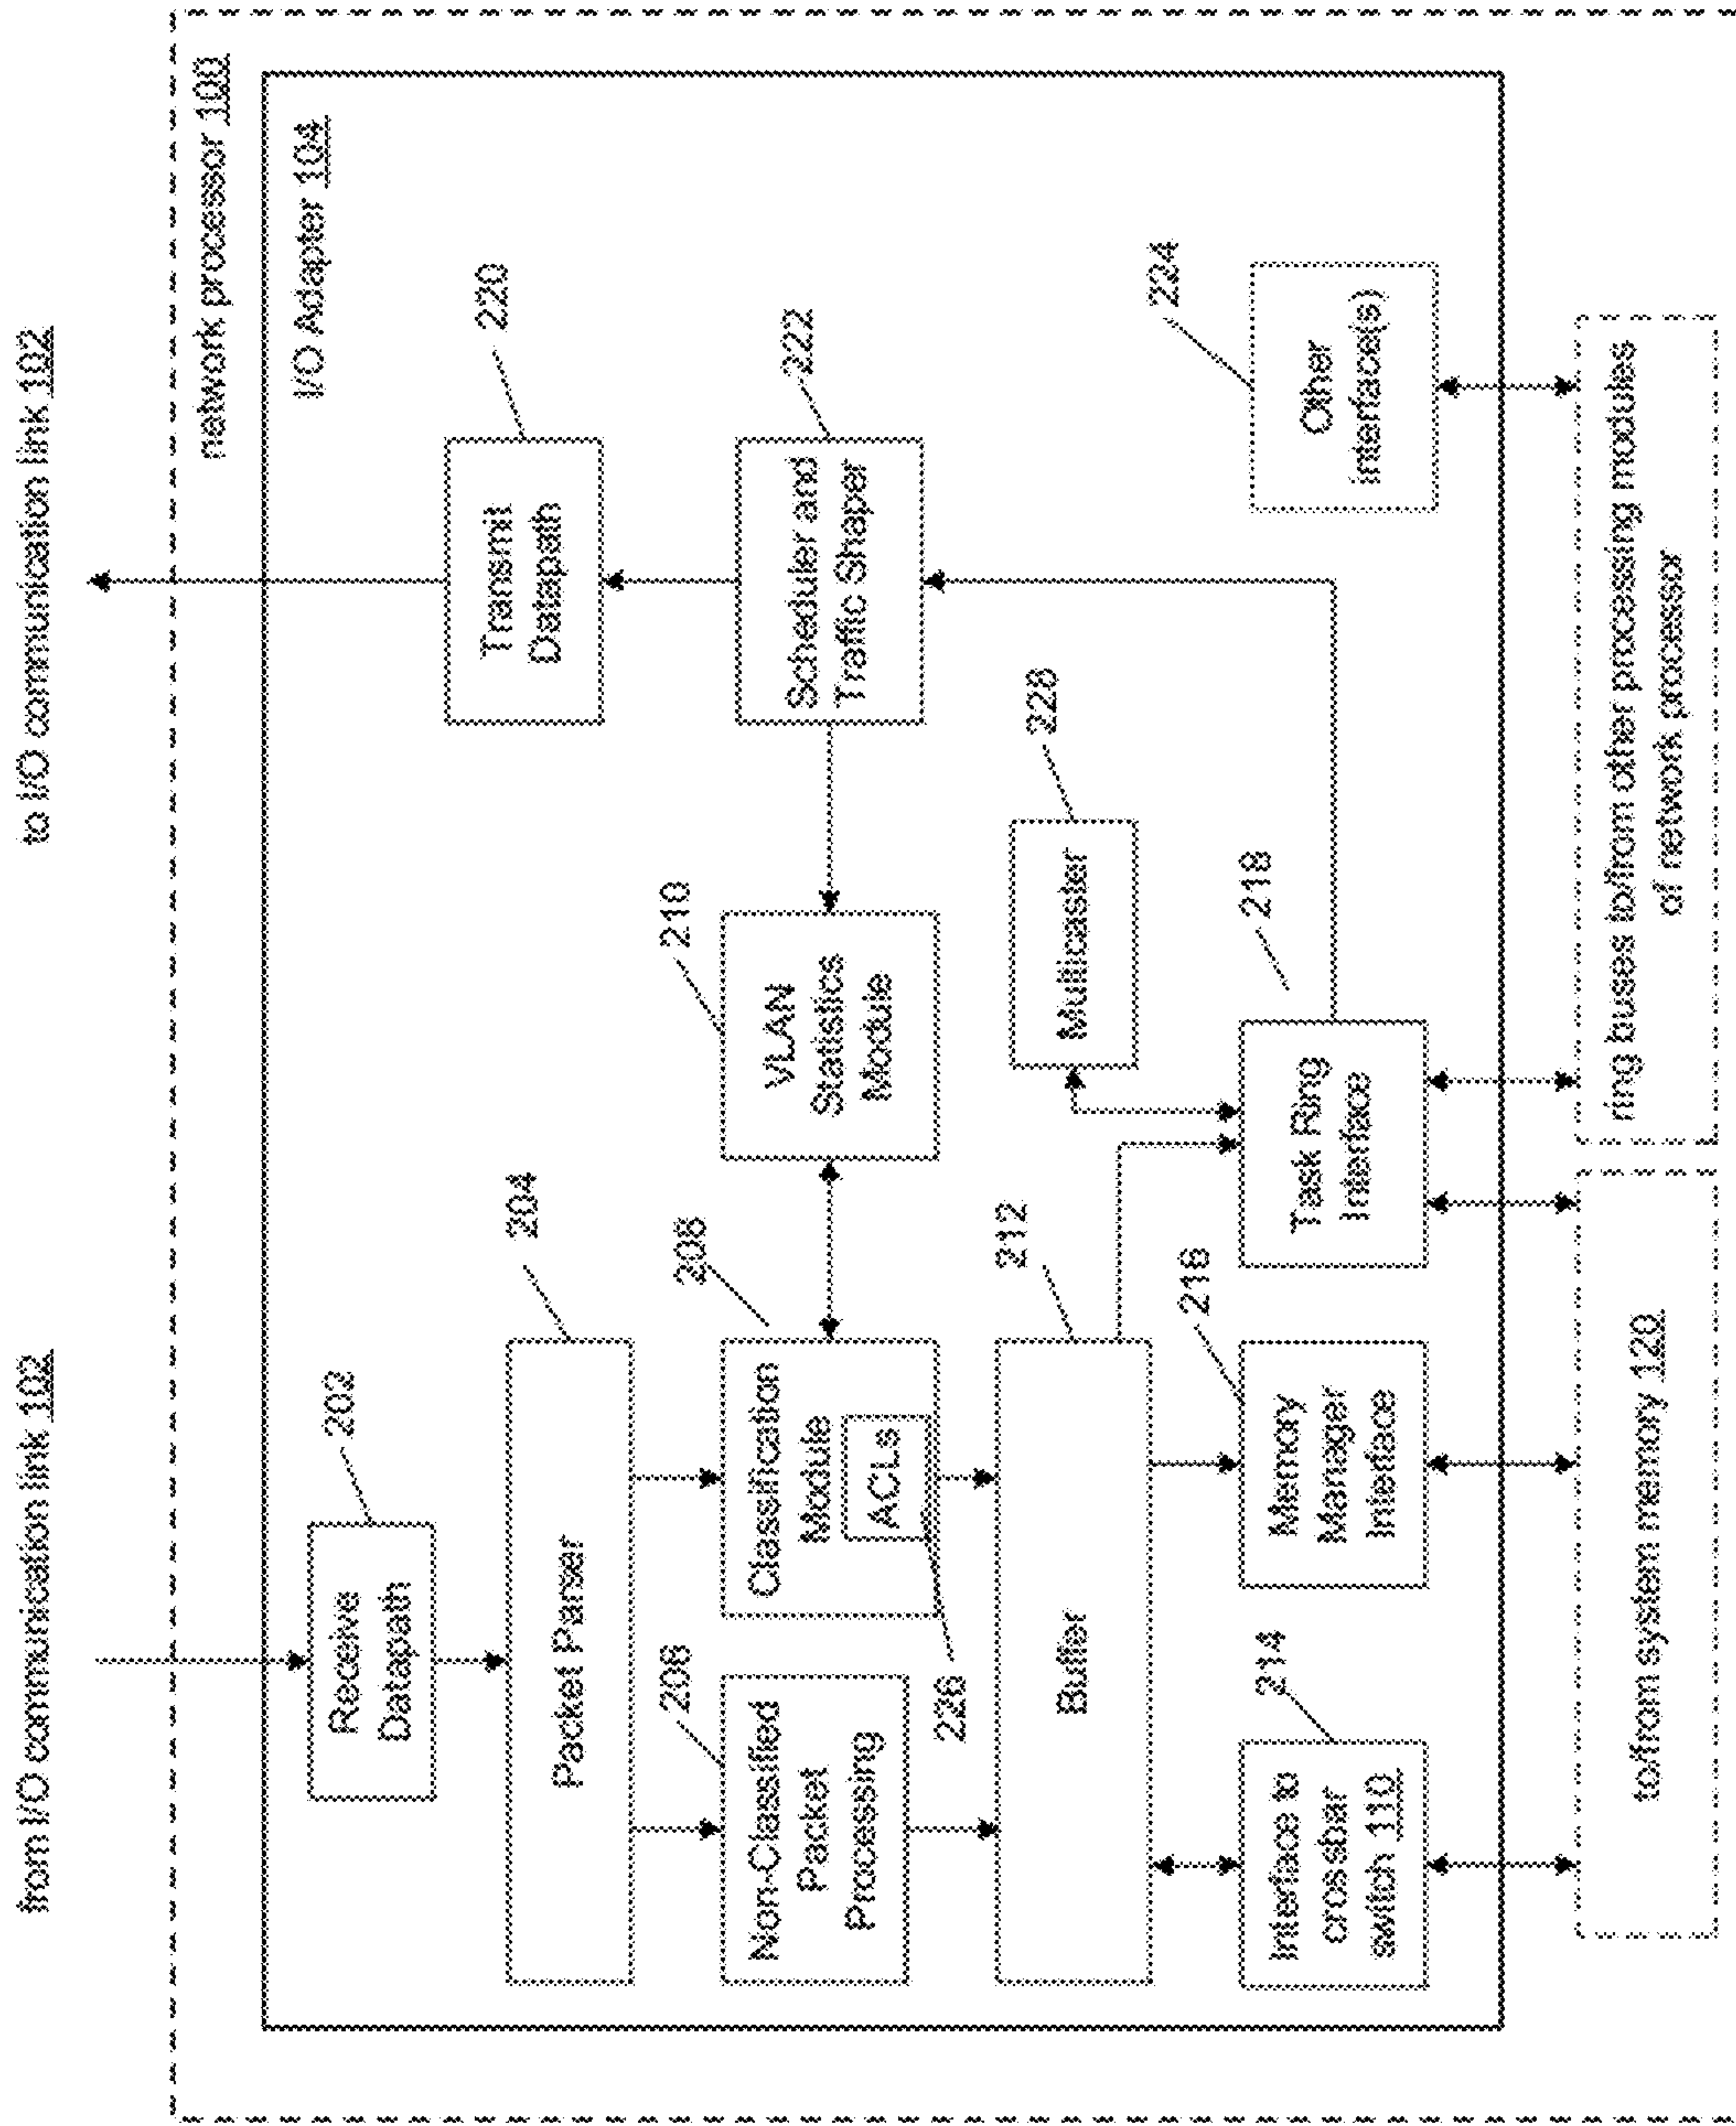 from I/O communication link 102
to I/O communication link 102
network processor 100
I/O Adapter 104
202
Receive
Datapath
220
Transmit
Datapath
204
Packet Parser
222
Scheduler and
Traffic Shaper
206
Non-Classified
Packet
Processing
208
Classification
Module
ACLs
226
210
VLAN
Statistics
Module
212
Buffer
228
Multicaster
214
Interface to
crossbar
switch 110
216
Memory
Manager
Interface
218
Task Ring
Interface
224
Other
interface(s)
to/from system memory 120
ring buses to/from other processing modules
of network processor